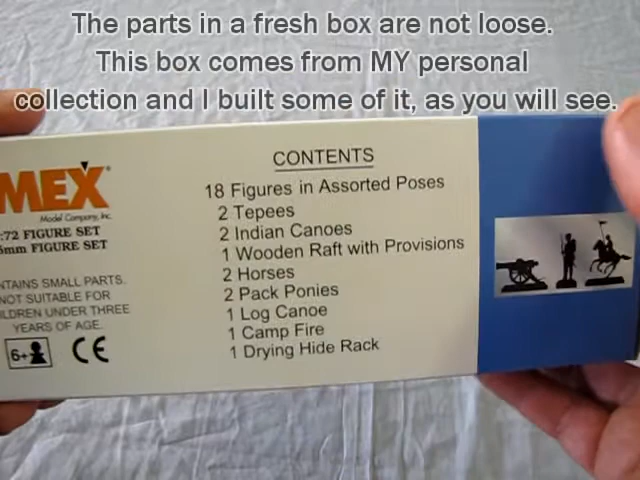 The parts in a fresh box are not loose.
This box comes from MY personal
collection and I built some of it, as you will see.
MEX
Model Company, Inc.
:72 FIGURE SET
5mm FIGURE SET
NTAINS SMALL PARTS.
NOT SUITABLE FOR
ILDREN UNDER THREE
YEARS OF AGE.
6+
CE
CONTENTS
18 Figures in Assorted Poses
2 Tepees
2 Indian Canoes
1 Wooden Raft with Provisions
2 Horses
2 Pack Ponies
1 Log Canoe
1 Camp Fire
1 Drying Hide Rack